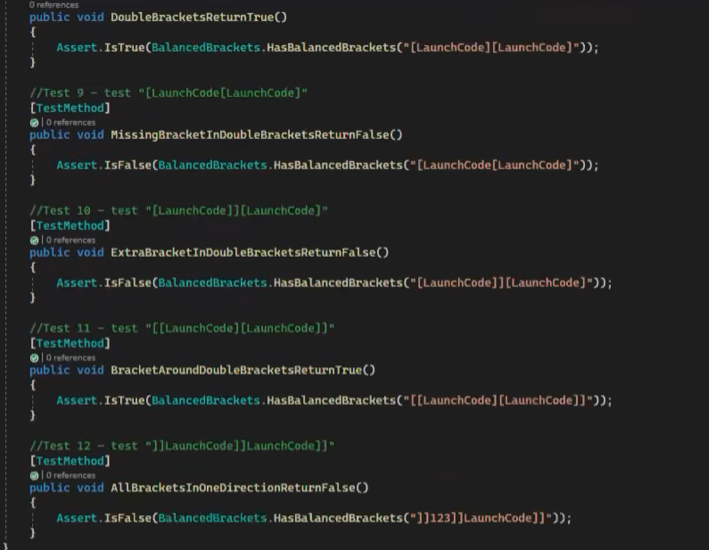 0 references
public void DoubleBracketsReturnTrue()
{
Assert.IsTrue(BalancedBrackets.HasBalancedBrackets("[LaunchCode][LaunchCode]"));
}
//Test 9 - test "[LaunchCode[LaunchCode]"
[TestMethod]
| 0 references
public void MissingBracketInDoubleBracketsReturnFalse()
{
Assert.IsFalse(BalancedBrackets.HasBalancedBrackets("[LaunchCode[LaunchCode]"));
}
//Test 10 - test "[LaunchCode]][LaunchCode]"
[TestMethod]
| 0 references
public void ExtraBracketInDoubleBracketsReturnFalse()
{
Assert.IsFalse(BalancedBrackets.HasBalancedBrackets("[LaunchCode]][LaunchCode]"));
}
//Test 11 - test "[[LaunchCode][LaunchCode]]"
[TestMethod]
| 0 references
public void BracketAroundDoubleBracketsReturnTrue()
{
Assert.IsTrue(BalancedBrackets.HasBalancedBrackets("[[LaunchCode][LaunchCode]]"));
}
//Test 12 - test "]]LaunchCode]]LaunchCode]]"
[TestMethod]
| 0 references
public void AllBracketsInOneDirectionReturnFalse()
{
Assert.IsFalse(BalancedBrackets.HasBalancedBrackets("]]123]]LaunchCode]]"));
}
}